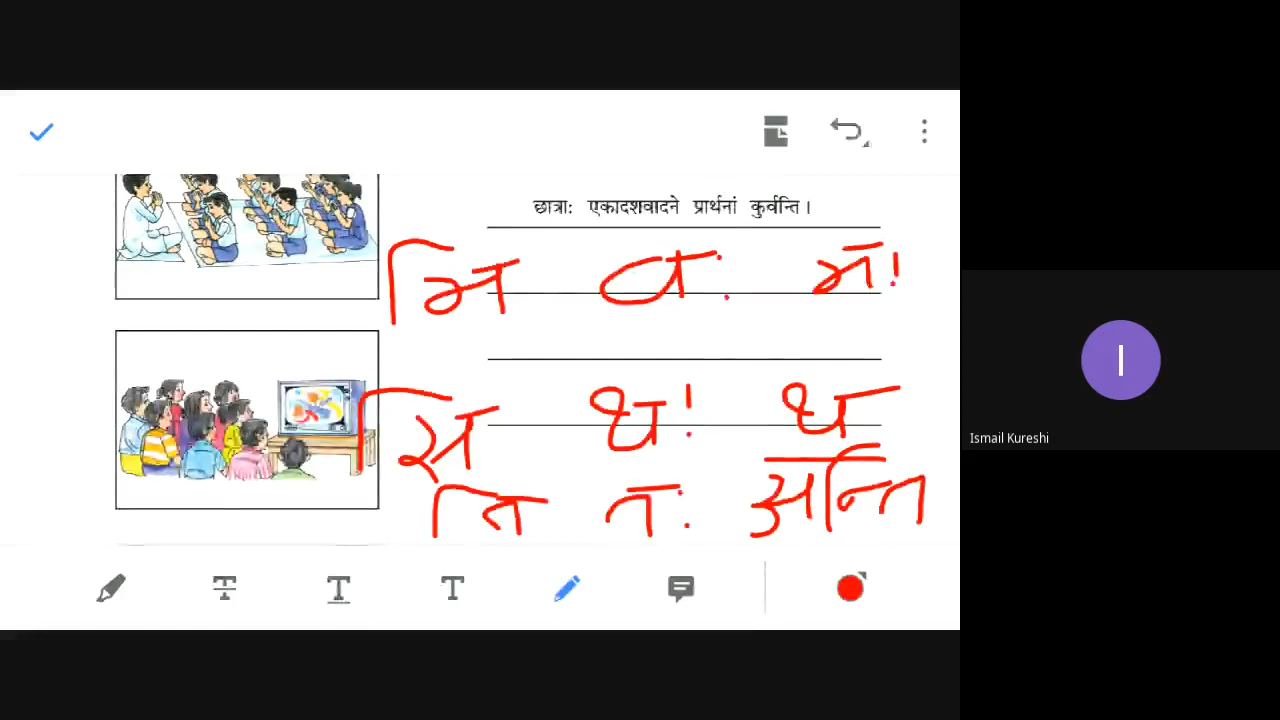 छात्राः एकादशवादने प्रार्थनां कुर्वन्ति।
मि वः मः
सि थः थ
ति तः अन्ति
T T T
I
Ismail Kureshi